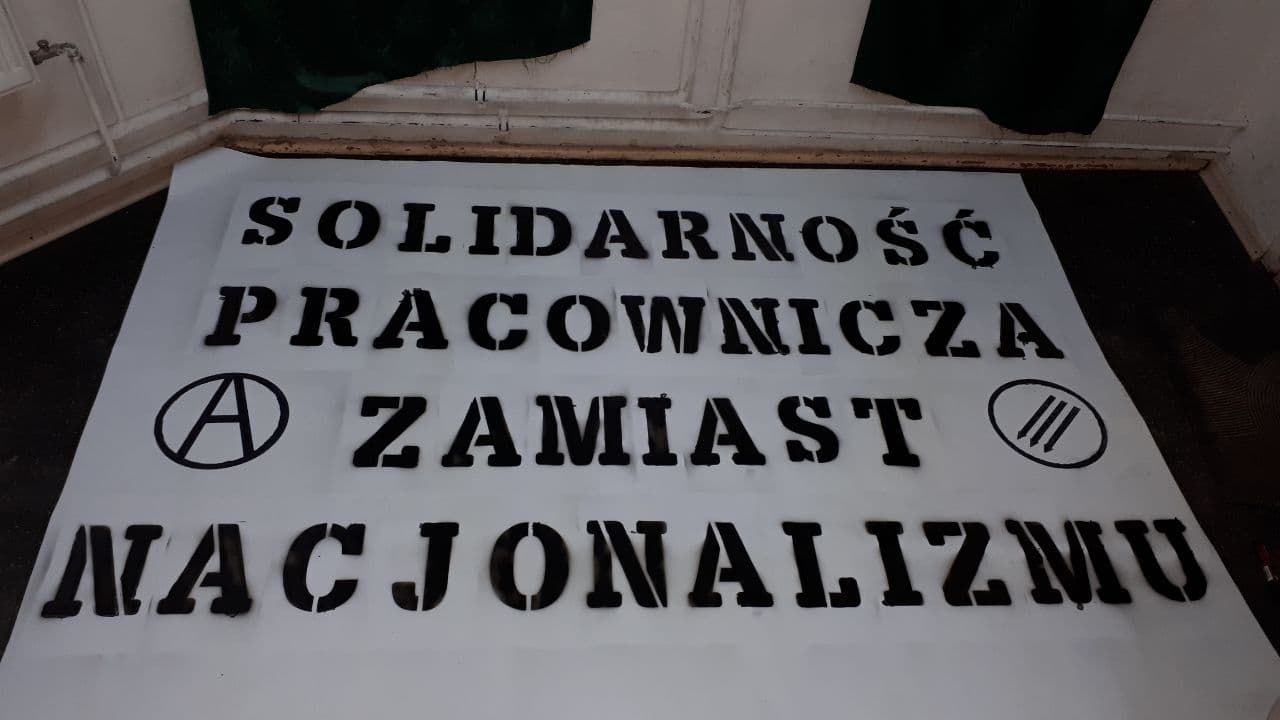 SOLIDARNOŚĆ
PRACOWNICZA
ZAMIAST
NACJONALIZMU